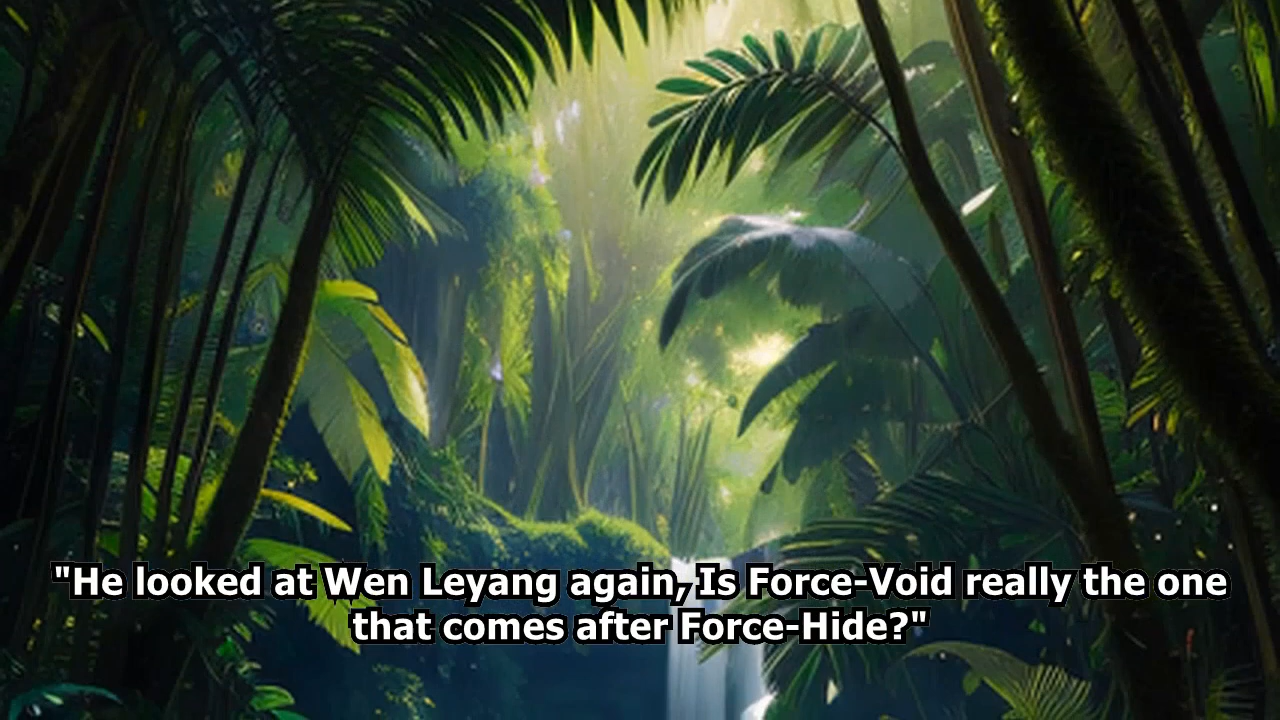 "He looked at Wen Leyang again, Is Force-Void really the one
that comes after Force-Hide?"